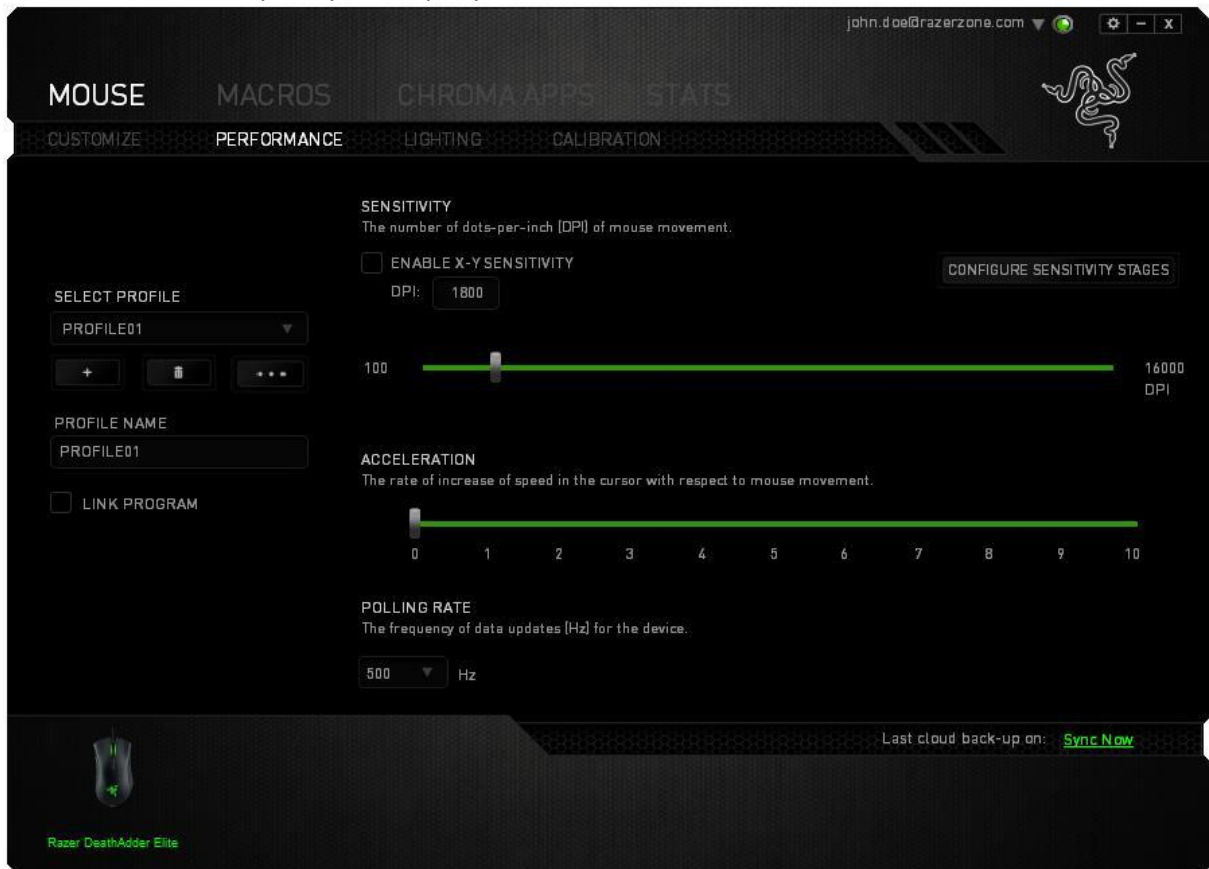 john.doe@razerzone.com
MOUSE MACROS CHROMA APPS STATS
CUSTOMIZE PERFORMANCE LIGHTING CALIBRATION
SENSITIVITY
The number of dots-per-inch (DPI) of mouse movement.
ENABLE X-Y SENSITIVITY
CONFIGURE SENSITIVITY STAGES
DPI: 1800
SELECT PROFILE
PROFILE01
100
16000
DPI
PROFILE NAME
PROFILE01
LINK PROGRAM
ACCELERATION
The rate of increase of speed in the cursor with respect to mouse movement.
0 1 2 3 4 5 6 7 8 9 10
POLLING RATE
The frequency of data updates (Hz) for the device.
500 Hz
Last cloud back-up on: Sync Now
Razer DeathAdder Elite